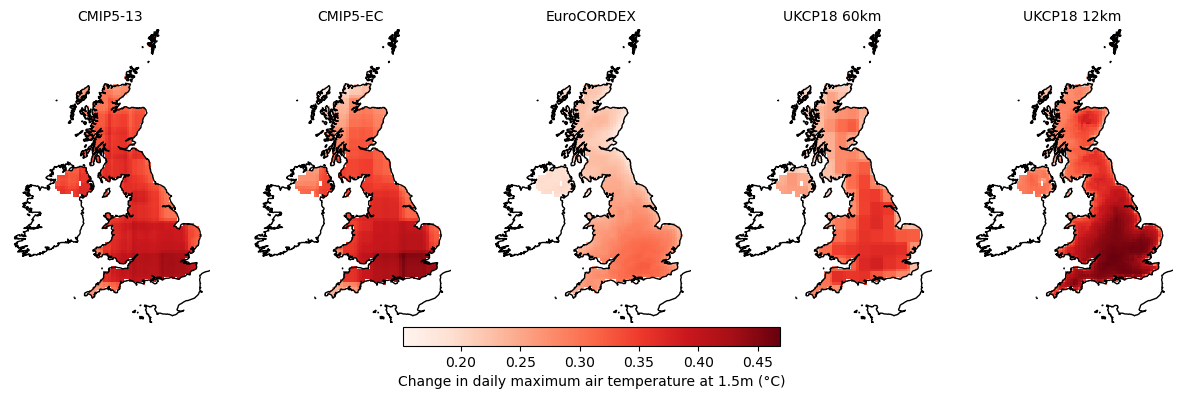 CMIP5-13 CMIP5-EC EuroCORDEX UKCP18 60km UKCP18 12km
0.20 0.25 0.30 0.35 0.40 0.45
Change in daily maximum air temperature at 1.5m (°C)